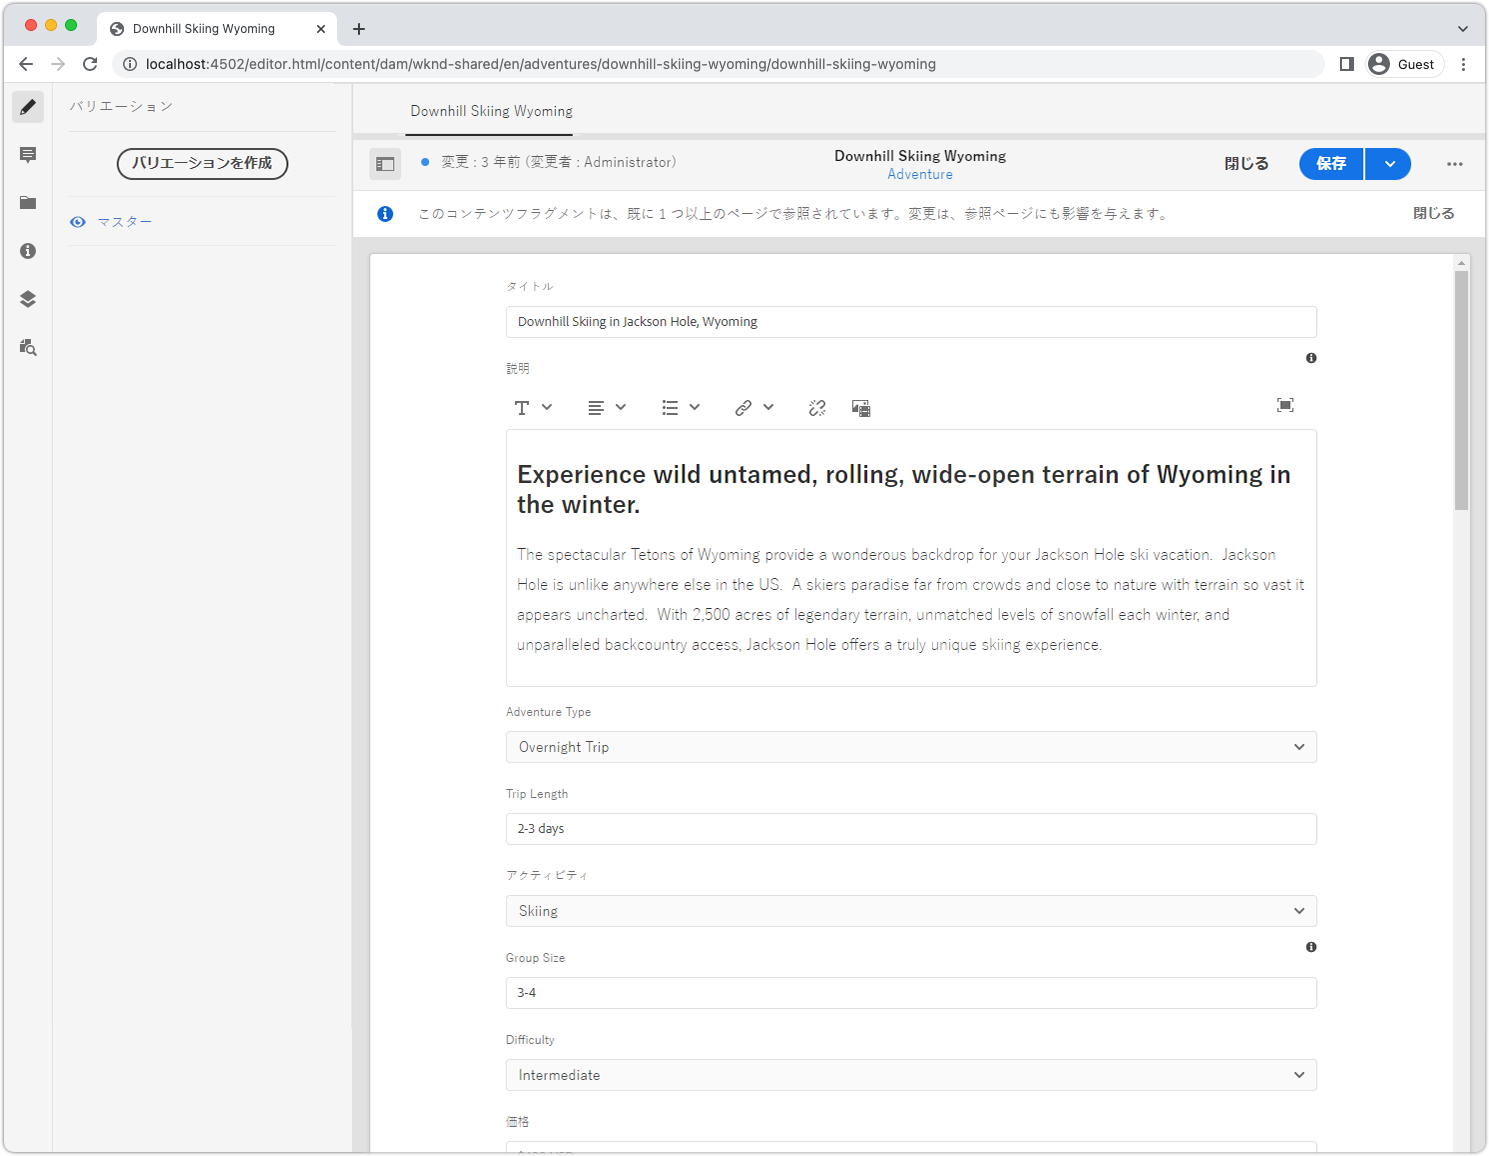 Downhill Skiing Wyoming
localhost:4502/editor.html/content/dam/wknd-shared/en/adventures/downhill-skiing-wyoming/downhill-skiing-wyoming
Guest
バリエーション
バリエーションを作成
マスター
Downhill Skiing Wyoming
変更 : 3 年前 (変更者 : Administrator)
Downhill Skiing Wyoming
Adventure
閉じる
保存
このコンテンツフラグメントは、既に 1 つ以上のページで参照されています。変更は、参照ページにも影響を与えます。
閉じる
タイトル
Downhill Skiing in Jackson Hole, Wyoming
説明
Experience wild untamed, rolling, wide-open terrain of Wyoming in
the winter.
The spectacular Tetons of Wyoming provide a wonderous backdrop for your Jackson Hole ski vacation.  Jackson
Hole is unlike anywhere else in the US.  A skiers paradise far from crowds and close to nature with terrain so vast it
appears uncharted.  With 2,500 acres of legendary terrain, unmatched levels of snowfall each winter, and
unparalleled backcountry access, Jackson Hole offers a truly unique skiing experience.
Adventure Type
Overnight Trip
Trip Length
2-3 days
アクティビティ
Skiing
Group Size
3-4
Difficulty
Intermediate
価格